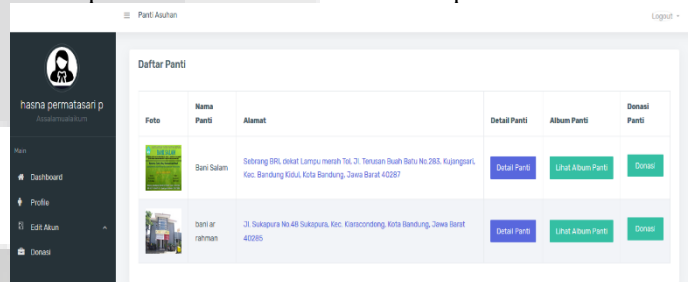 Panti Asuhan
Logout
hasna permatasari p
Assalamualaikum
Main
Dashboard
Profile
Edit Akun
Donasi
Daftar Panti
Foto
Nama
Panti
Alamat
Detail Panti
Album Panti
Donasi
Panti
Bani Salam
Sebrang BRI, dekat Lampu merah Tol, Jl. Terusan Buah Batu No.283, Kujangsari,
Kec. Bandung Kidul, Kota Bandung, Jawa Barat 40287
Detail Panti
Lihat Album Panti
Donasi
bani ar
rahman
Jl. Sukapura No.48 Sukapura, Kec. Kiaracondong, Kota Bandung, Jawa Barat
40285
Detail Panti
Lihat Album Panti
Donasi